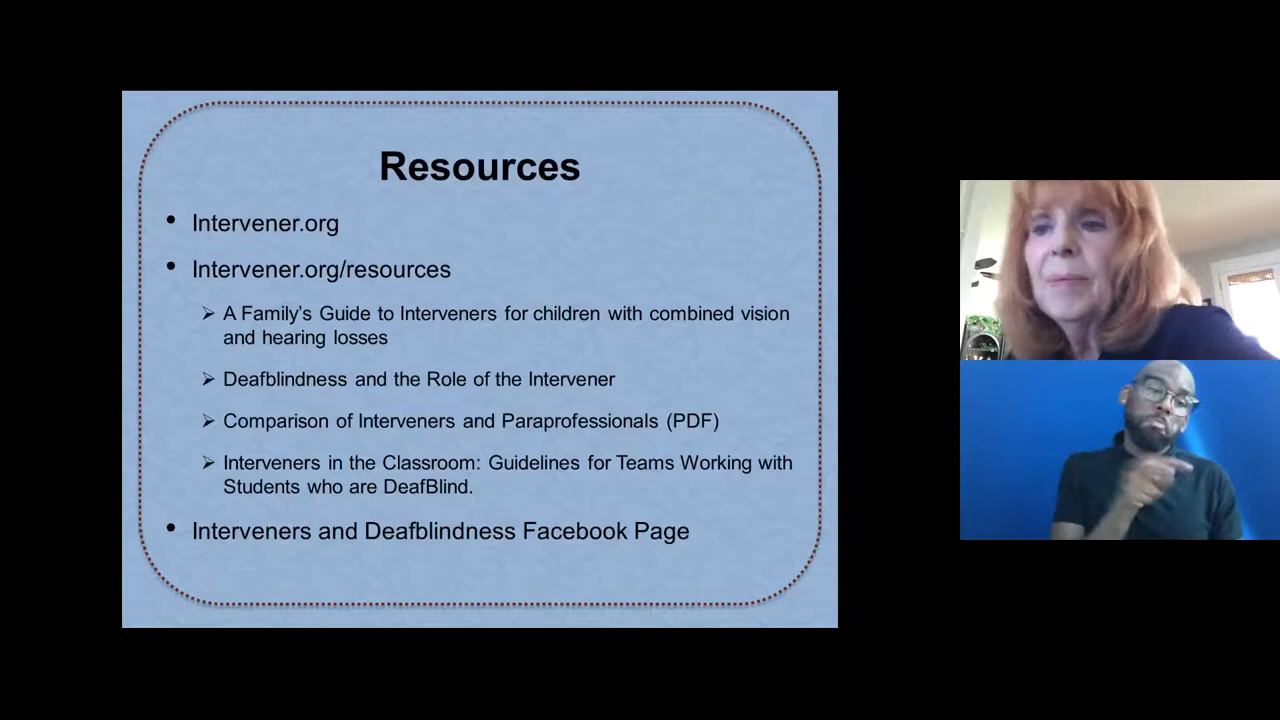 Resources
• Intervener.org
• Intervener.org/resources
➢ A Family's Guide to Interveners for children with combined vision
and hearing losses
➢ Deafblindness and the Role of the Intervener
➢ Comparison of Interveners and Paraprofessionals (PDF)
➢ Interveners in the Classroom: Guidelines for Teams Working with
Students who are DeafBlind.
• Interveners and Deafblindness Facebook Page